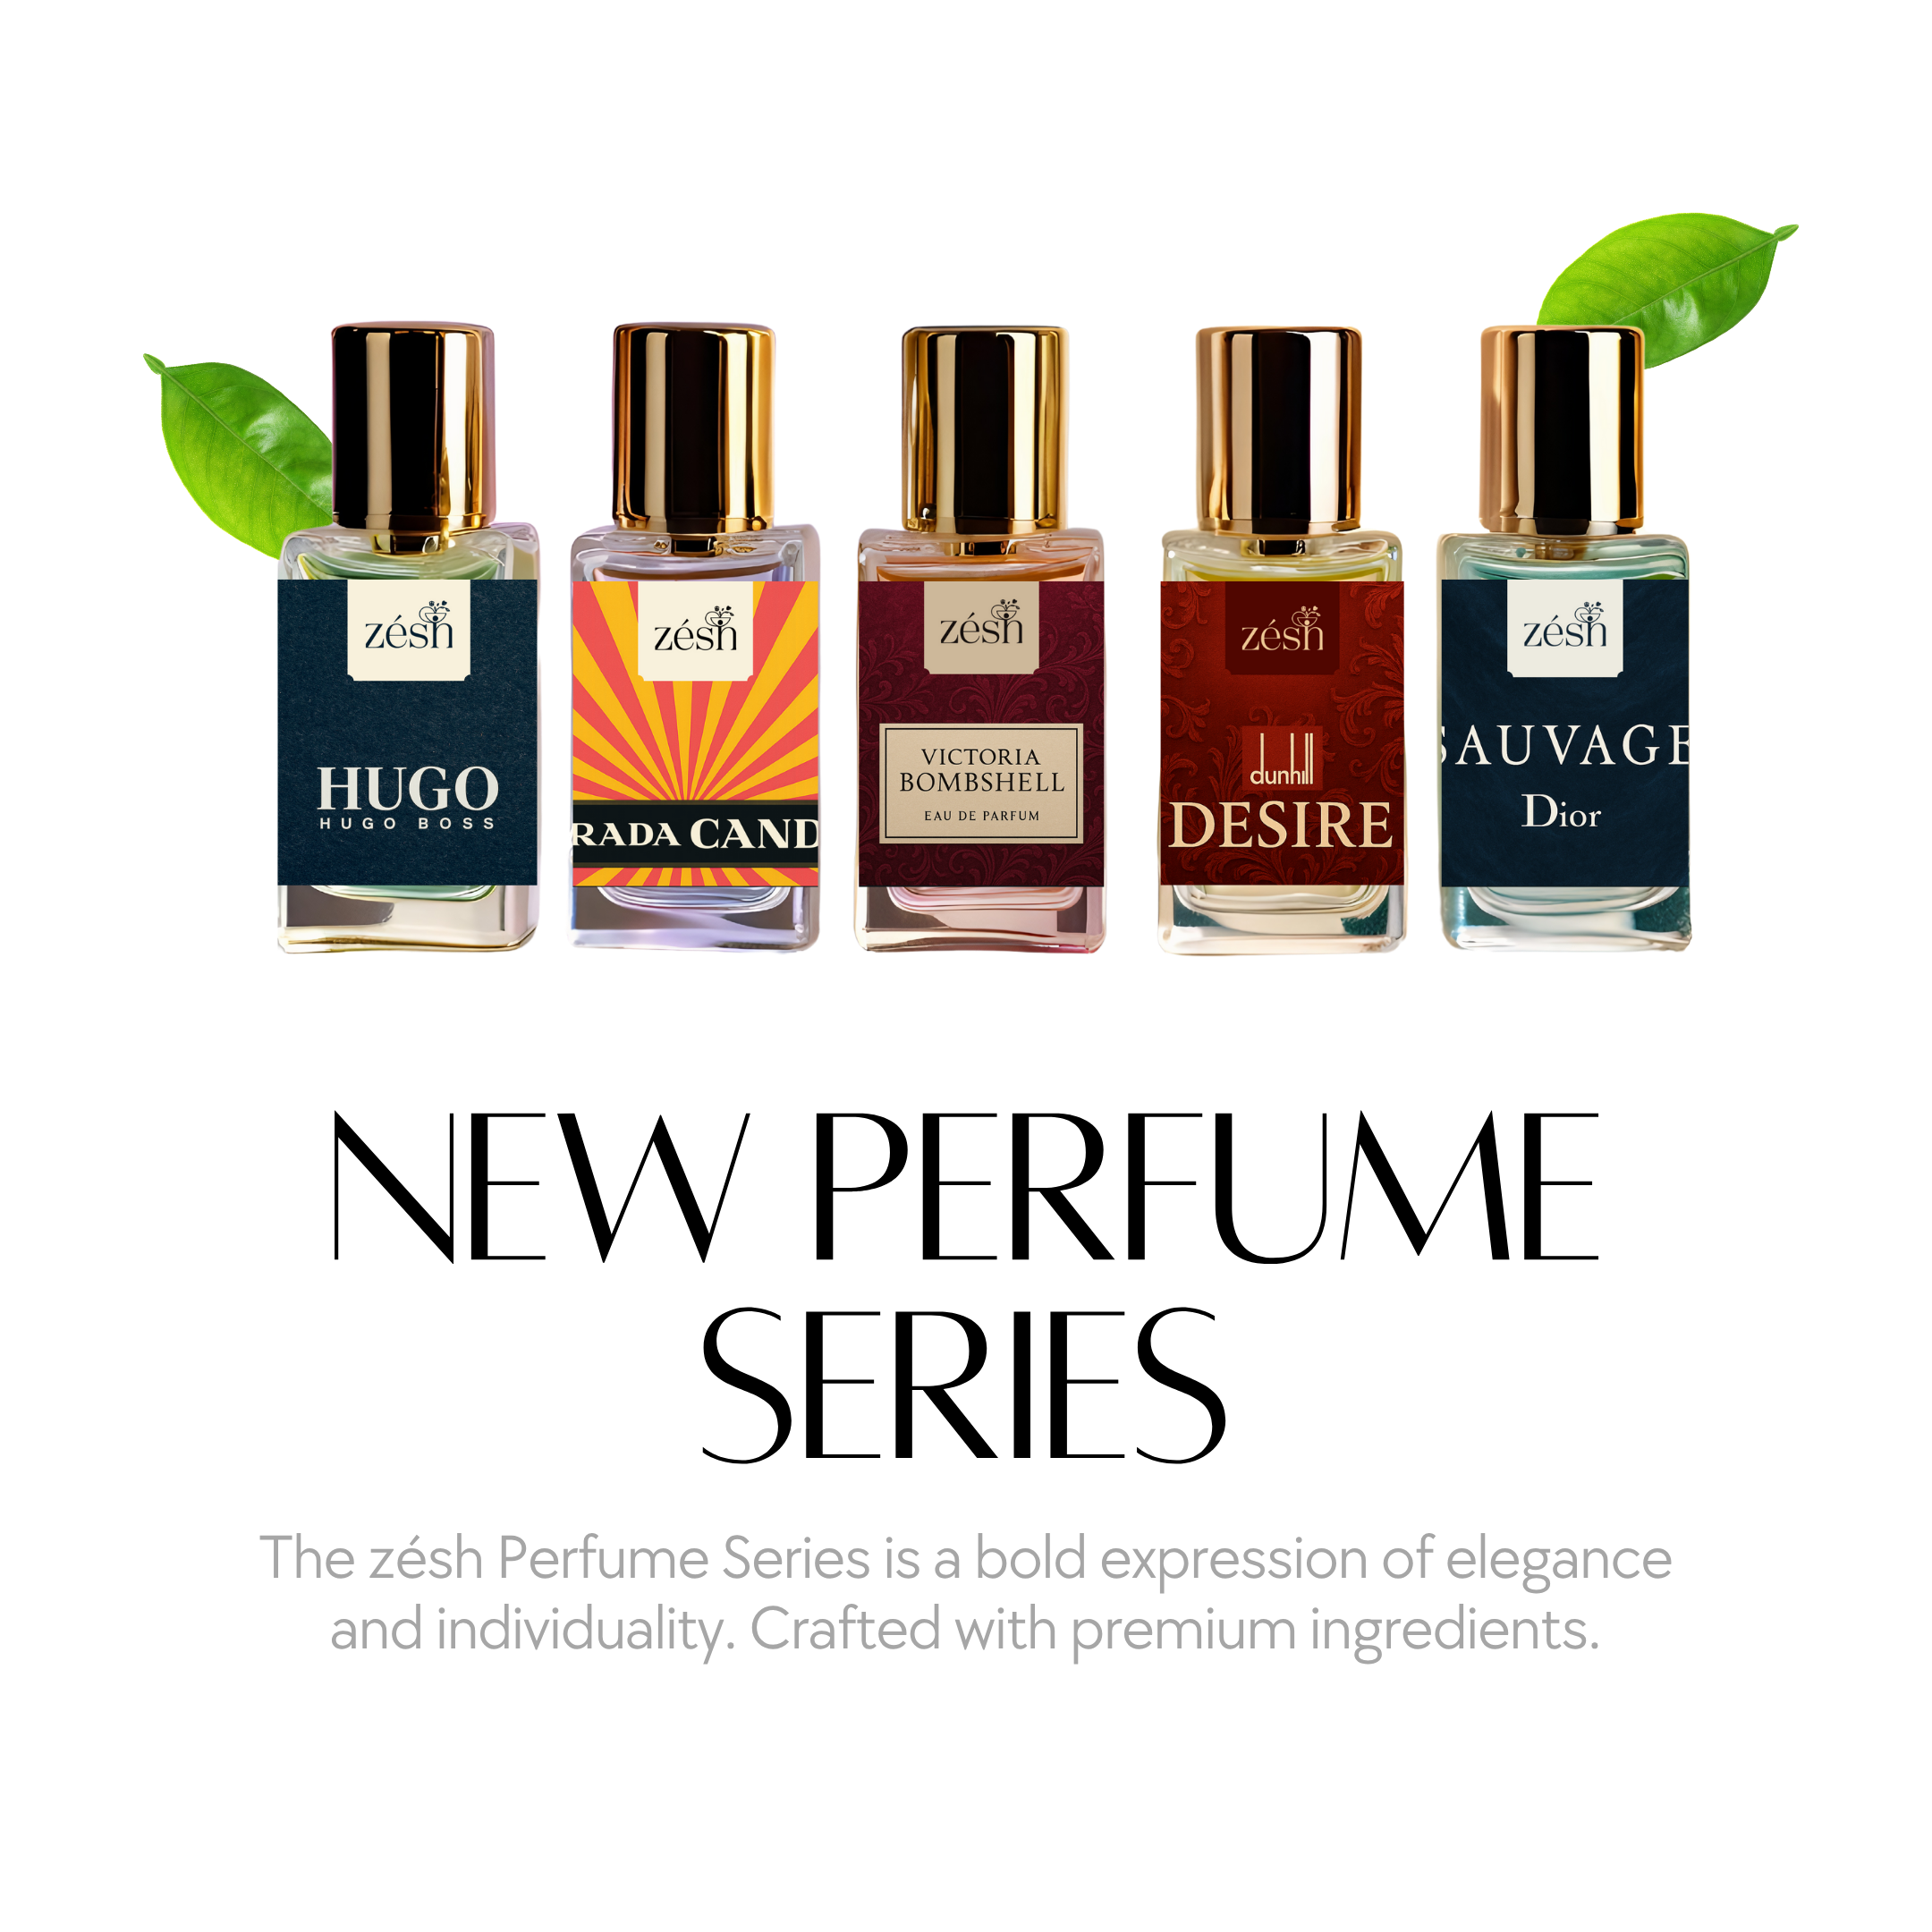 zésh
HUGO
HUGO BOSS
zésh
RADA CAND
zésh
VICTORIA
BOMBSHELL
EAU DE PARFUM
zésh
dunhill
DESIRE
zésh
SAUVAGE
Dior
NEW PERFUME
SERIES
The zésh Perfume Series is a bold expression of elegance
and individuality. Crafted with premium ingredients.